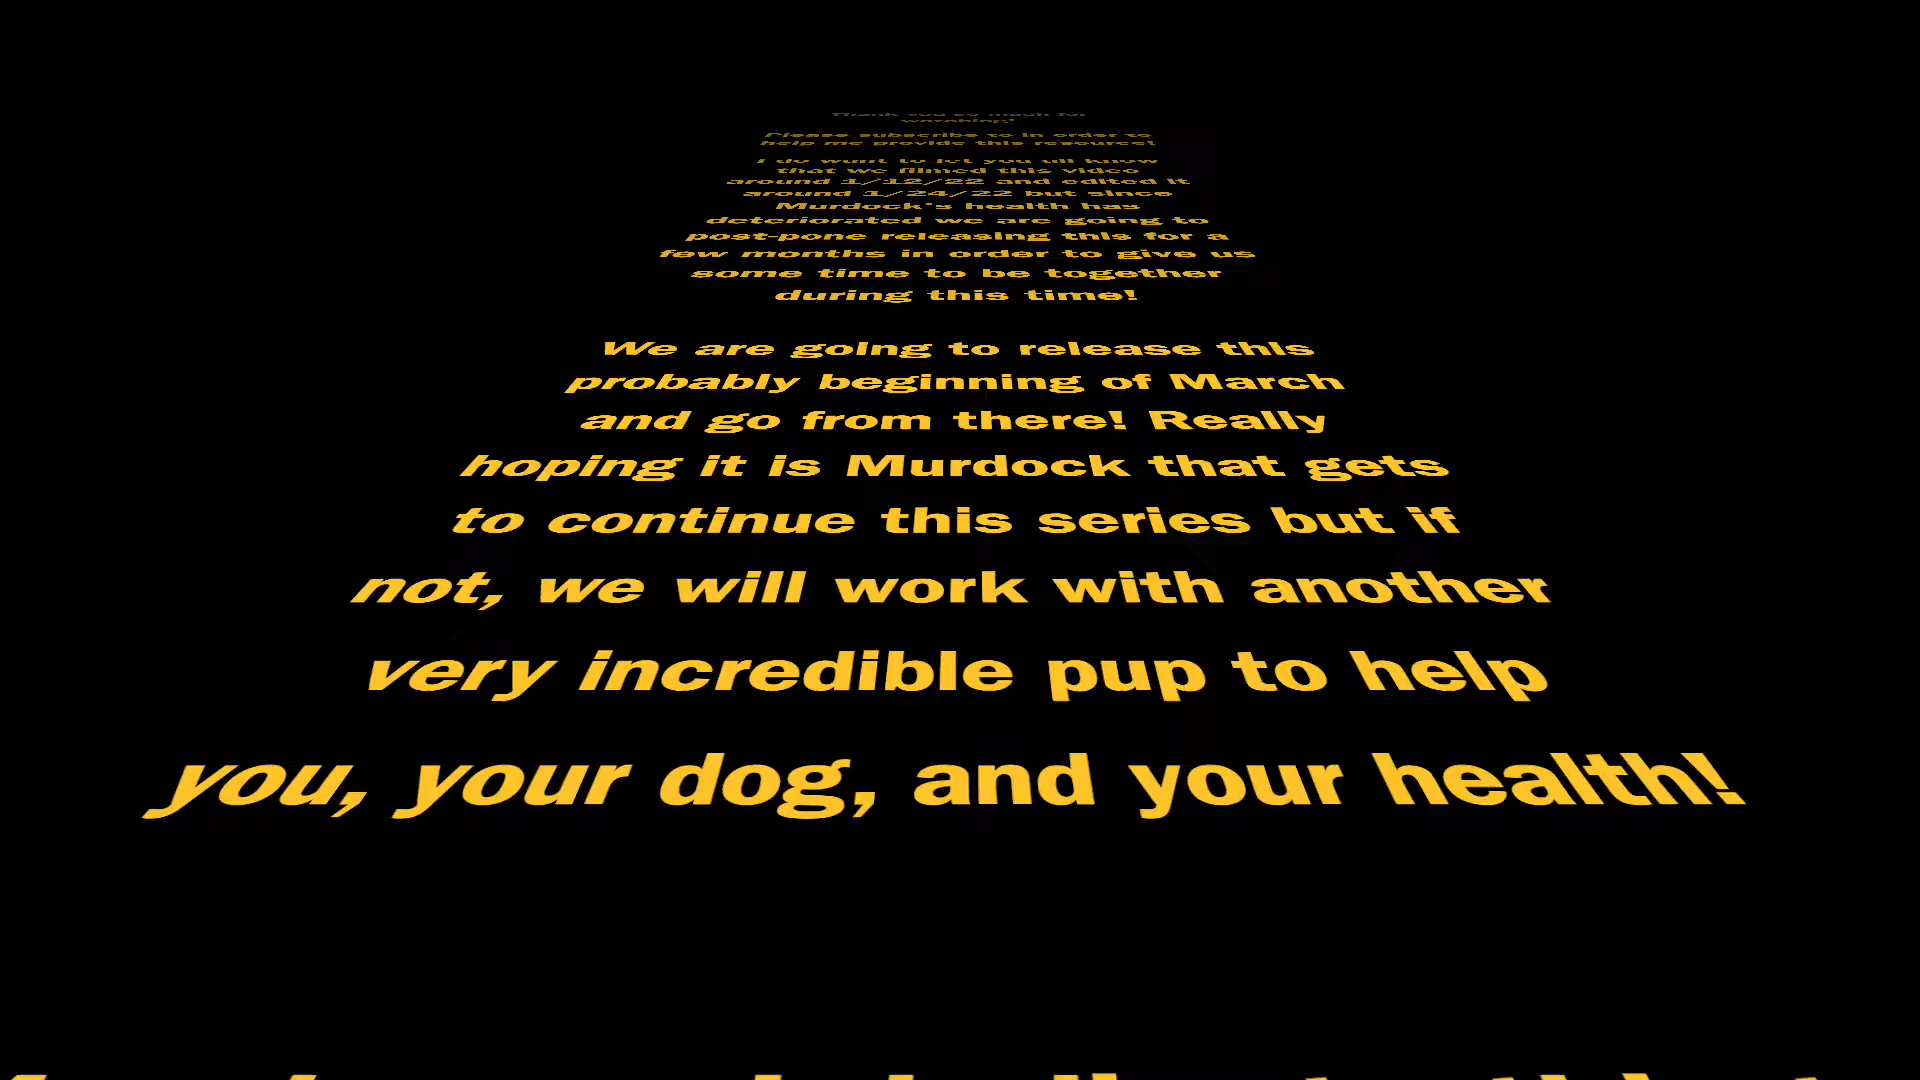 Thank you so much for
watching!
Please subscribe to in order to
help me provide this resource!
I do want to let you all know
that we filmed this video
around 1/12/22 and edited it
around 1/24/22 but since
Murdock's health has
deteriorated we are going to
post-pone releasing this for a
few months in order to give us
some time to be together
during this time!
We are going to release this
probably beginning of March
and go from there! Really
hoping it is Murdock that gets
to continue this series but if
not, we will work with another
very incredible pup to help
you, your dog, and your health!